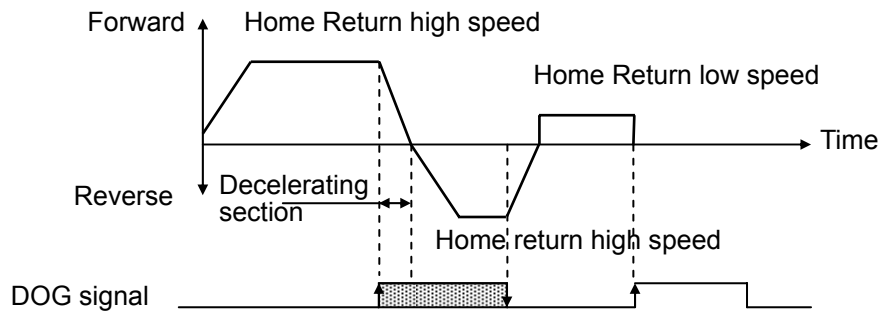 Forward
Home Return high speed
Home Return low speed
Time
Reverse
Decelerating
section
Home return high speed
DOG signal